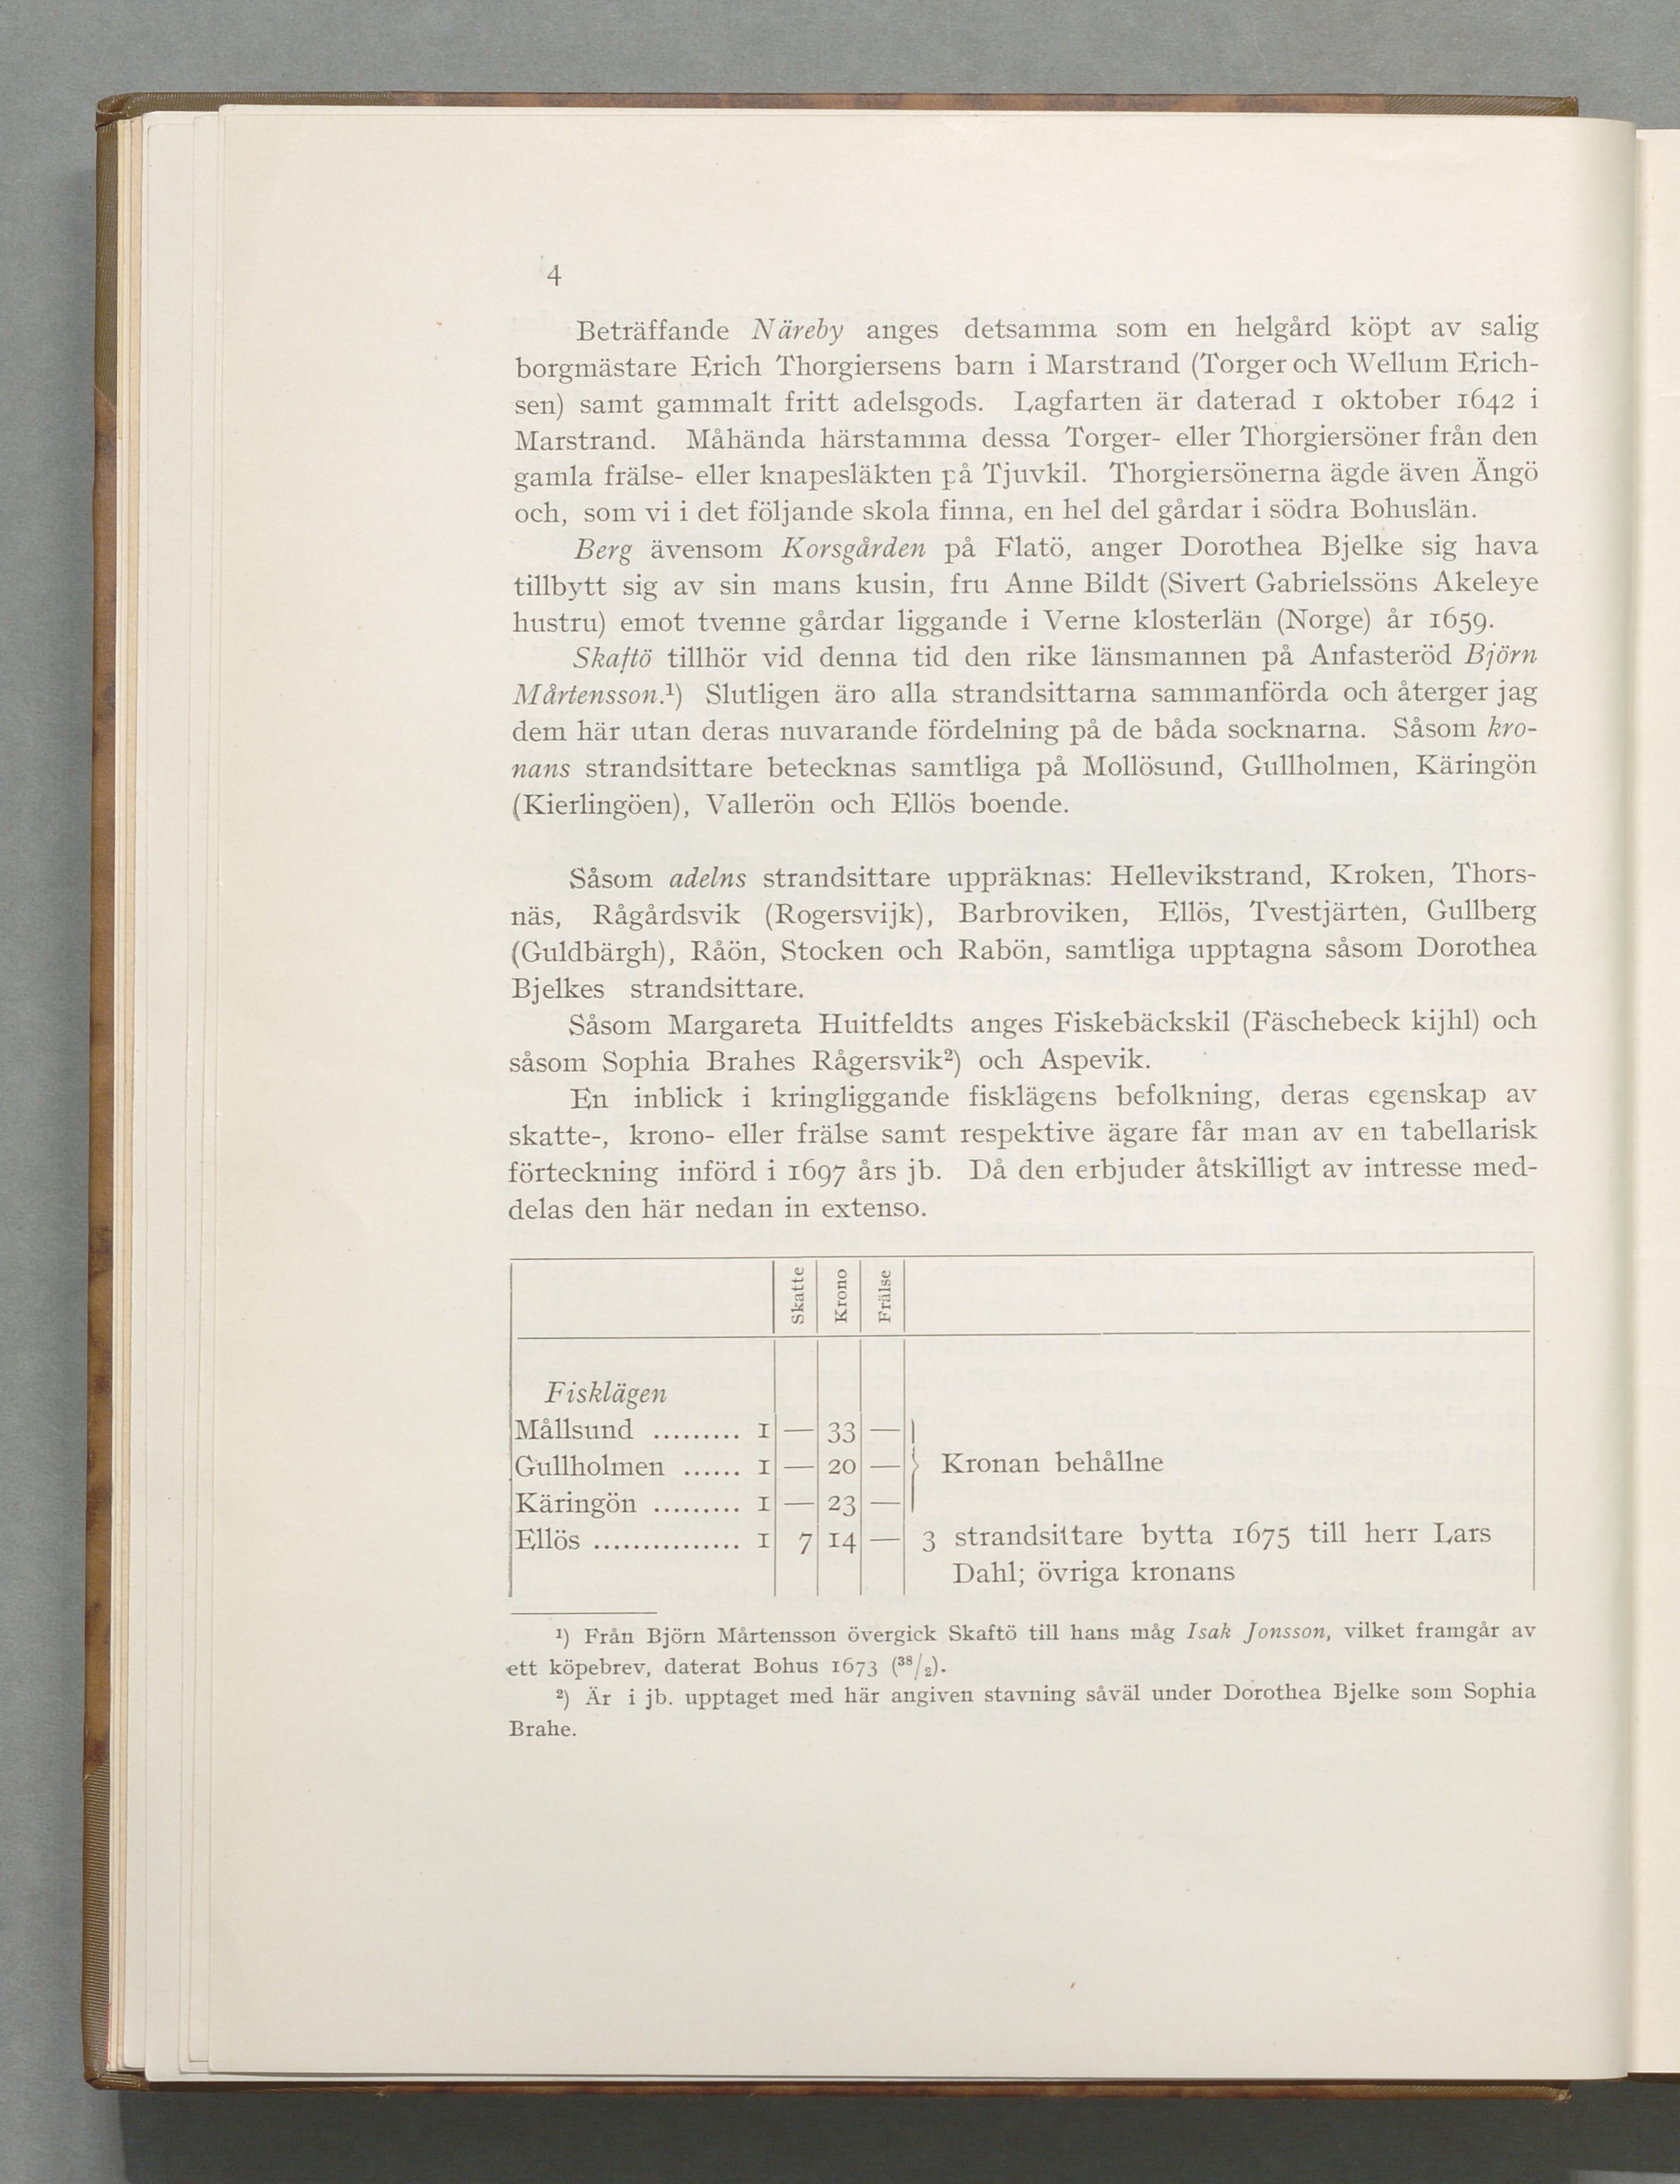 4
Beträffande Näreby anges detsamma som en helgård köpt av salig
borgmästare Erich Thorgiersens barn i Marstrand (Torger och Wellum Erich-
sen) samt gammalt fritt adelsgods. Lagfarten är daterad 1 oktober 1642 i
Marstrand. Måhända härstamma dessa Torger- eller Thorgiersöner från den
gamla frälse- eller knapesläkten på Tjuvkil. Thorgiersönerna ägde även Ängö
och, som vi i det följande skola finna, en hel del gårdar i södra Bohuslän.
Berg ävensom Korsgården på Flatö, anger Dorothea Bjelke sig hava
tillbytt sig av sin mans kusin, fru Anne Bildt (Sivert Gabrielssöns Akeleye
hustru) emot tvenne gårdar liggande i Verne klosterlän (Norge) år 1659.
Skaftö tillhör vid denna tid den rike länsmannen på Anfasteröd Björn
Mårtensson.¹) Slutligen äro alla strandsittarna sammanförda och återger jag
dem här utan deras nuvarande fördelning på de båda socknarna. Såsom kro-
nans strandsittare betecknas samtliga på Mollösund, Gullholmen, Käringön
(Kierlingöen), Vallerön och Ellös boende.
Såsom adelns strandsittare uppräknas: Hellevikstrand, Kroken, Thors-
näs, Rågårdsvik (Rogersvijk), Barbroviken, Ellös, Tvestjärten, Gullberg
(Guldbärgh), Råön, Stocken och Rabön, samtliga upptagna såsom Dorothea
Bjelkes strandsittare.
Såsom Margareta Huitfeldts anges Fiskebäckskil (Fäschebeck kijhl) och
såsom Sophia Brahes Rågersvik²) och Aspevik.
En inblick i kringliggande fisklägens befolkning, deras egenskap av
skatte-, krono- eller frälse samt respektive ägare får man av en tabellarisk
förteckning införd i 1697 års jb. Då den erbjuder åtskilligt av intresse med-
delas den här nedan in extenso.
Skatte Krono Frälse
Fisklägen
Mållsund ......... 1 — 33 —
Gullholmen ...... 1 — 20 — } Kronan behållne
Käringön ......... 1 — 23 —
Ellös ............... 1 7 14 — 3 strandsittare bytta 1675 till herr Lars
Dahl; övriga kronans
¹) Från Björn Mårtensson övergick Skaftö till hans måg Isak Jonsson, vilket framgår av
ett köpebrev, daterat Bohus 1673 (³⁸/₂).
²) Är i jb. upptaget med här angiven stavning såväl under Dorothea Bjelke som Sophia
Brahe.